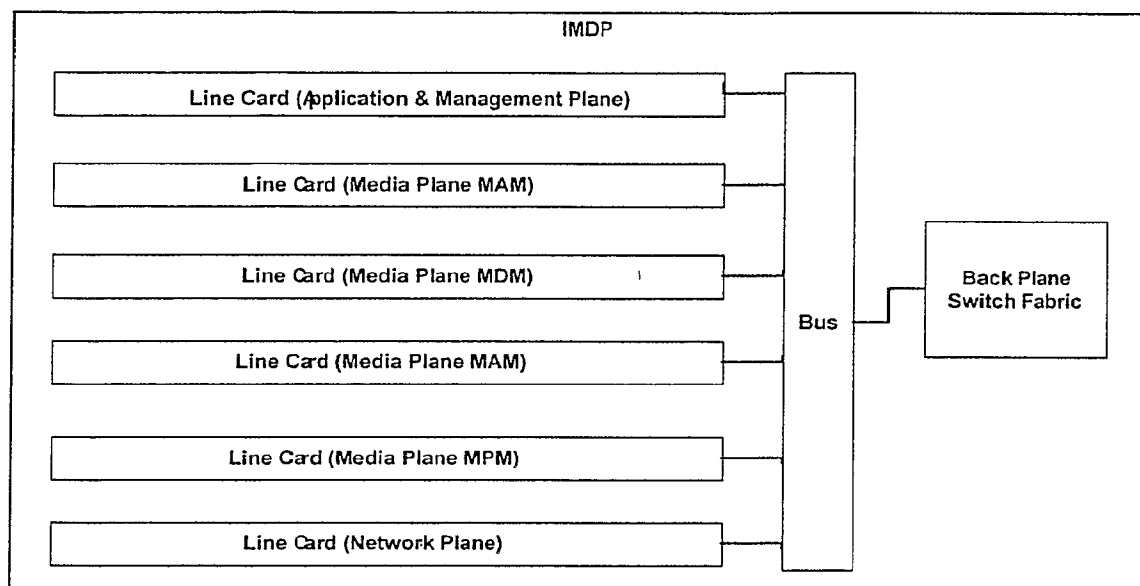 IMDP
Line Card (Application & Management Plane)
Line Card (Media Plane MAM)
Line Card (Media Plane MDM)
Line Card (Media Plane MAM)
Line Card (Media Plane MPM)
Line Card (Network Plane)
Bus
Back Plane
Switch Fabric